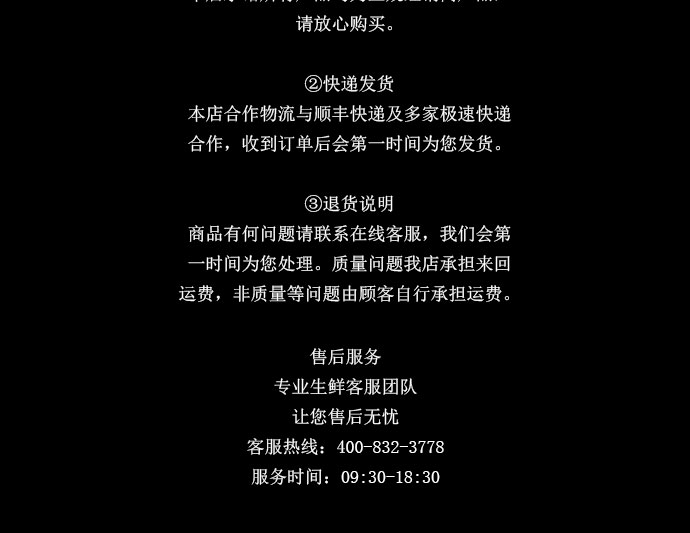 请放心购买。
②快递发货
本店合作物流与顺丰快递及多家极速快递
合作，收到订单后会第一时间为您发货。
③退货说明
商品有何问题请联系在线客服，我们会第
一时间为您处理。质量问题我店承担来回
运费，非质量等问题由顾客自行承担运费。
售后服务
专业生鲜客服团队
让您售后无忧
客服热线：400-832-3778
服务时间：09:30-18:30